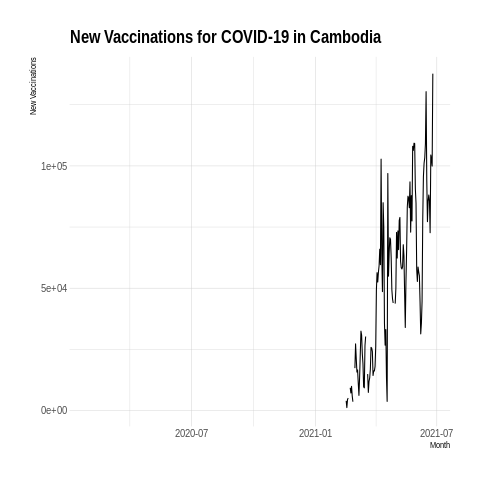 New Vaccinations for COVID-19 in Cambodia
New Vaccinations
1e+05
5e+04
0e+00
2020-07
2021-01
2021-07
Month